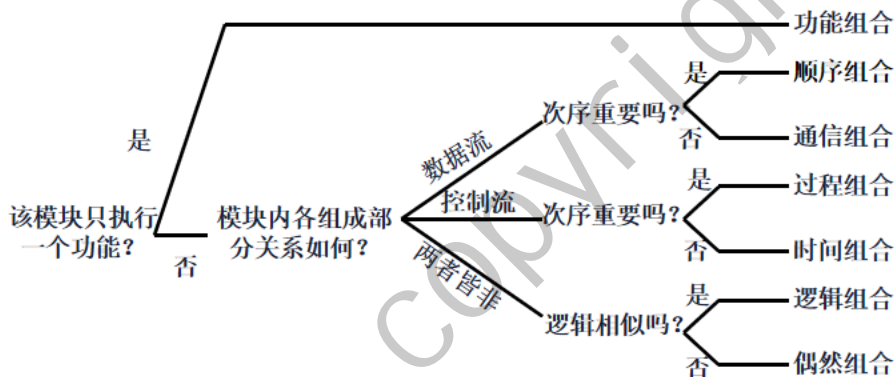 功能组合
是
顺序组合
次序重要吗？
否
通信组合
是
数据流
该模块只执行
一个功能？
否
模块内各组成部
分关系如何？
控制流
次序重要吗？
是
过程组合
否
时间组合
两者皆非
逻辑相似吗？
是
逻辑组合
否
偶然组合
copyrig